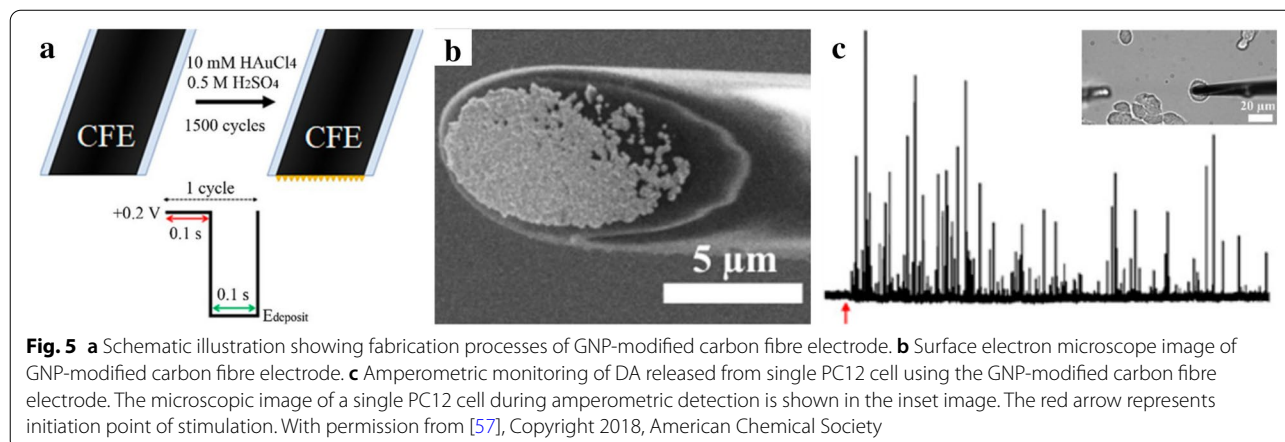 a
10 mM HAuCl4
0.5 M H2SO4
1500 cycles
CFE
CFE
1 cycle
+0.2 V
0.1 s
0.1 s
Edeposit
b
5 µm
c
20 µm
Fig. 5 a Schematic illustration showing fabrication processes of GNP-modified carbon fibre electrode. b Surface electron microscope image of
GNP-modified carbon fibre electrode. c Amperometric monitoring of DA released from single PC12 cell using the GNP-modified carbon fibre
electrode. The microscopic image of a single PC12 cell during amperometric detection is shown in the inset image. The red arrow represents
initiation point of stimulation. With permission from [57], Copyright 2018, American Chemical Society